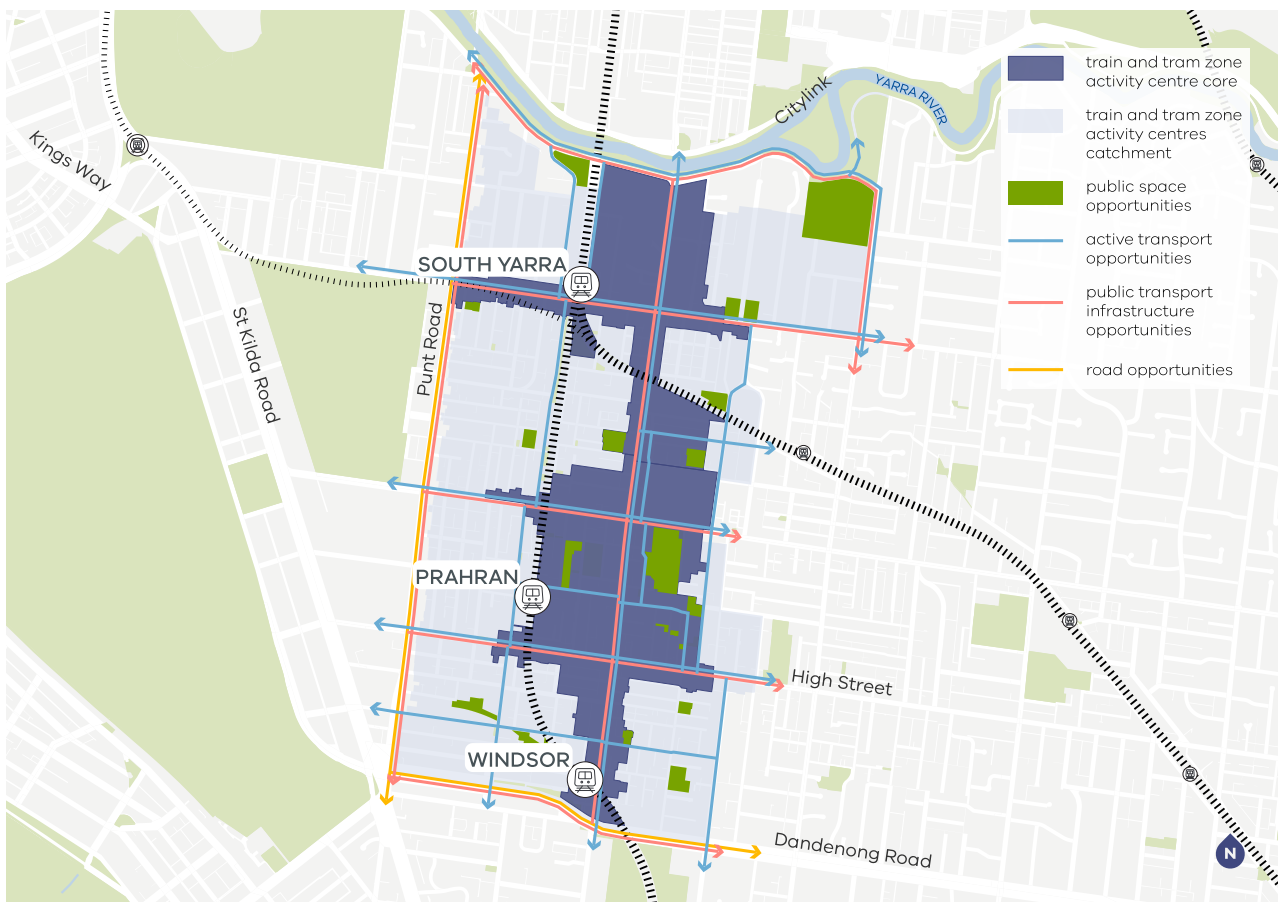 train and tram zone
activity centre core
train and tram zone
activity centres
catchment
public space
opportunities
active transport
opportunities
public transport
infrastructure
opportunities
road opportunities
Citylink
YARRA RIVER
Kings Way
SOUTH YARRA
St Kilda Road
Punt Road
PRAHRAN
High Street
WINDSOR
Dandenong Road
N